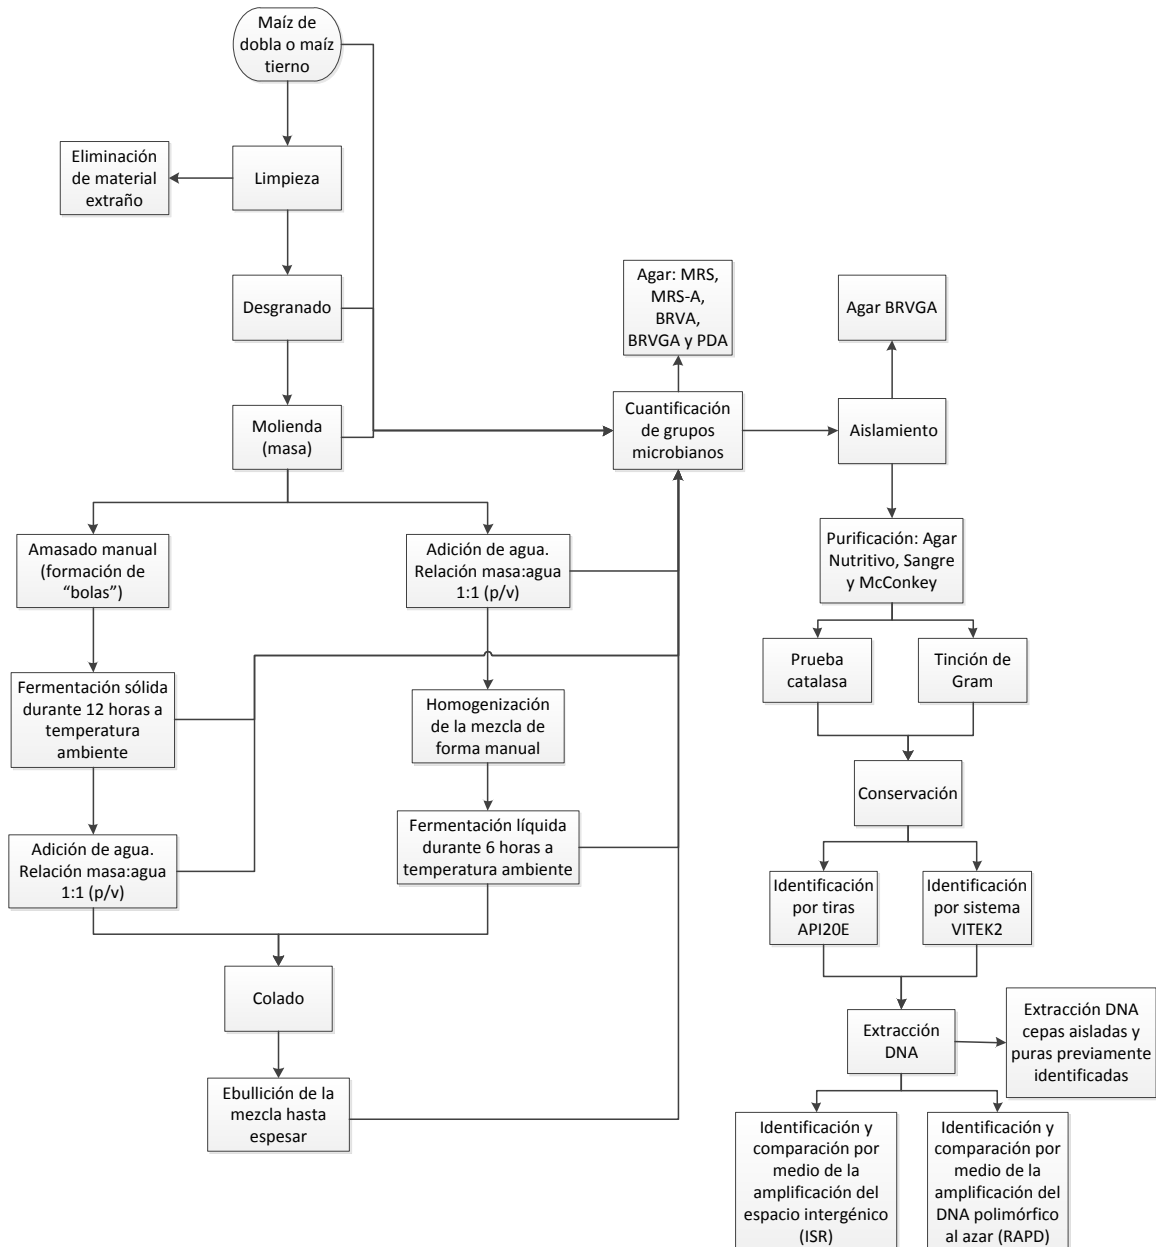 Maíz de
dobla o maíz
tierno
Eliminación
de material
extraño
Limpieza
Desgranado
Agar: MRS,
MRS-A,
BRVA,
BRVGA y PDA
Agar BRVGA
Molienda
(masa)
Cuantificación
de grupos
microbianos
Aislamiento
Amasado manual
(formación de
“bolas”)
Adición de agua.
Relación masa:agua
1:1 (p/v)
Purificación: Agar
Nutritivo, Sangre
y McConkey
Prueba
catalasa
Tinción de
Gram
Fermentación sólida
durante 12 horas a
temperatura
ambiente
Homogenización
de la mezcla de
forma manual
Conservación
Adición de agua.
Relación masa:agua
1:1 (p/v)
Fermentación líquida
durante 6 horas a
temperatura ambiente
Identificación
por tiras
API20E
Identificación
por sistema
VITEK2
Colado
Extracción
DNA
Extracción DNA
cepas aisladas y
puras previamente
identificadas
Ebullición de la
mezcla hasta
espesar
Identificación y
comparación por
medio de la
amplificación del
espacio intergénico
(ISR)
Identificación y
comparación por
medio de la
amplificación del
DNA polimórfico
al azar (RAPD)